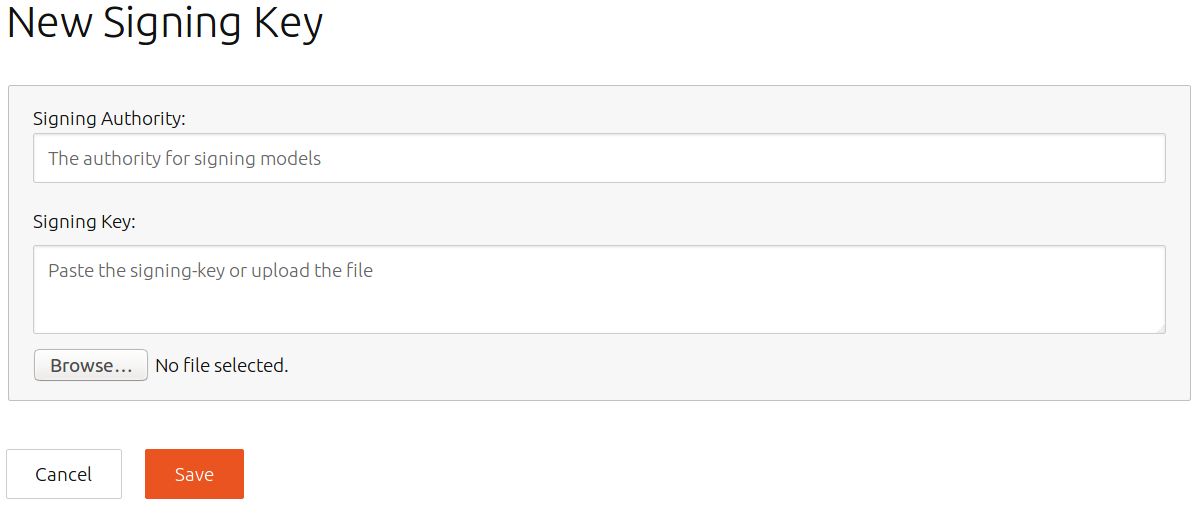 New Signing Key
Signing Authority:
The authority for signing models
Signing Key:
Paste the signing-key or upload the file
Browse... No file selected.
Cancel Save